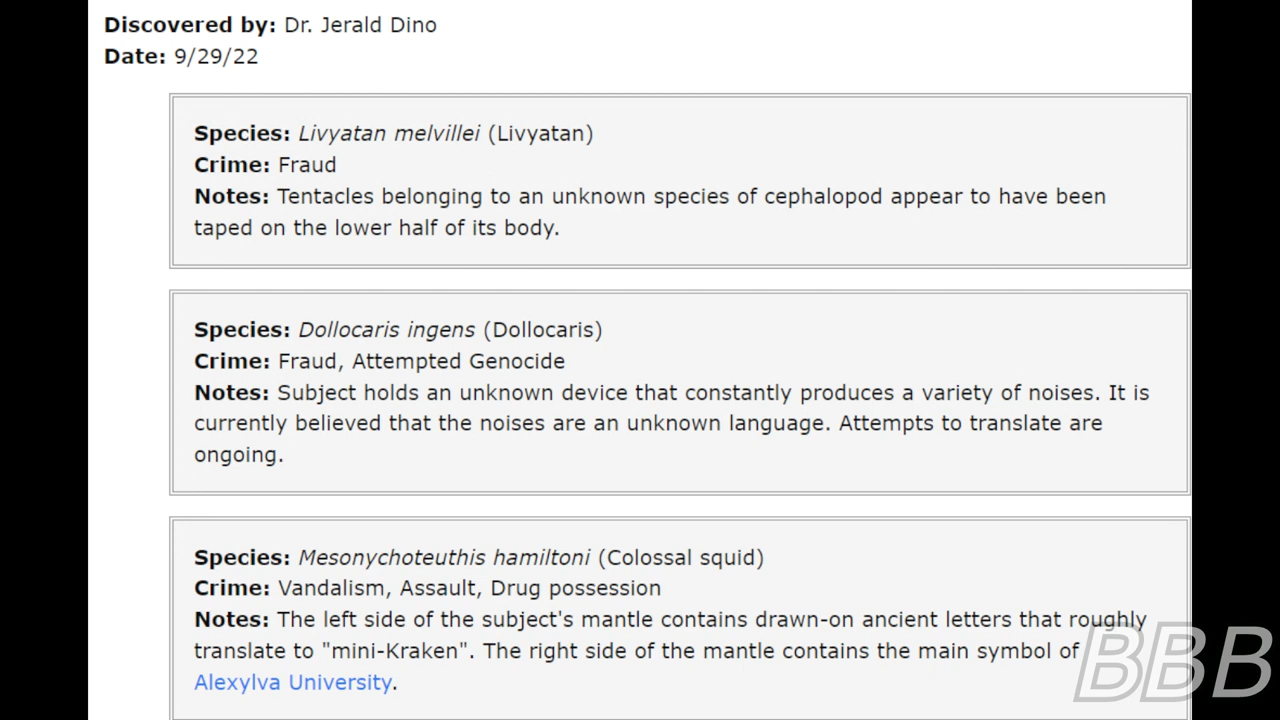 Discovered by: Dr. Jerald Dino
Date: 9/29/22
Species: Livyatan melvillei (Livyatan)
Crime: Fraud
Notes: Tentacles belonging to an unknown species of cephalopod appear to have been
taped on the lower half of its body.
Species: Dollocaris ingens (Dollocaris)
Crime: Fraud, Attempted Genocide
Notes: Subject holds an unknown device that constantly produces a variety of noises. It is
currently believed that the noises are an unknown language. Attempts to translate are
ongoing.
Species: Mesonychoteuthis hamiltoni (Colossal squid)
Crime: Vandalism, Assault, Drug possession
Notes: The left side of the subject's mantle contains drawn-on ancient letters that roughly
translate to "mini-Kraken". The right side of the mantle contains the main symbol of
Alexylva University.
BBB